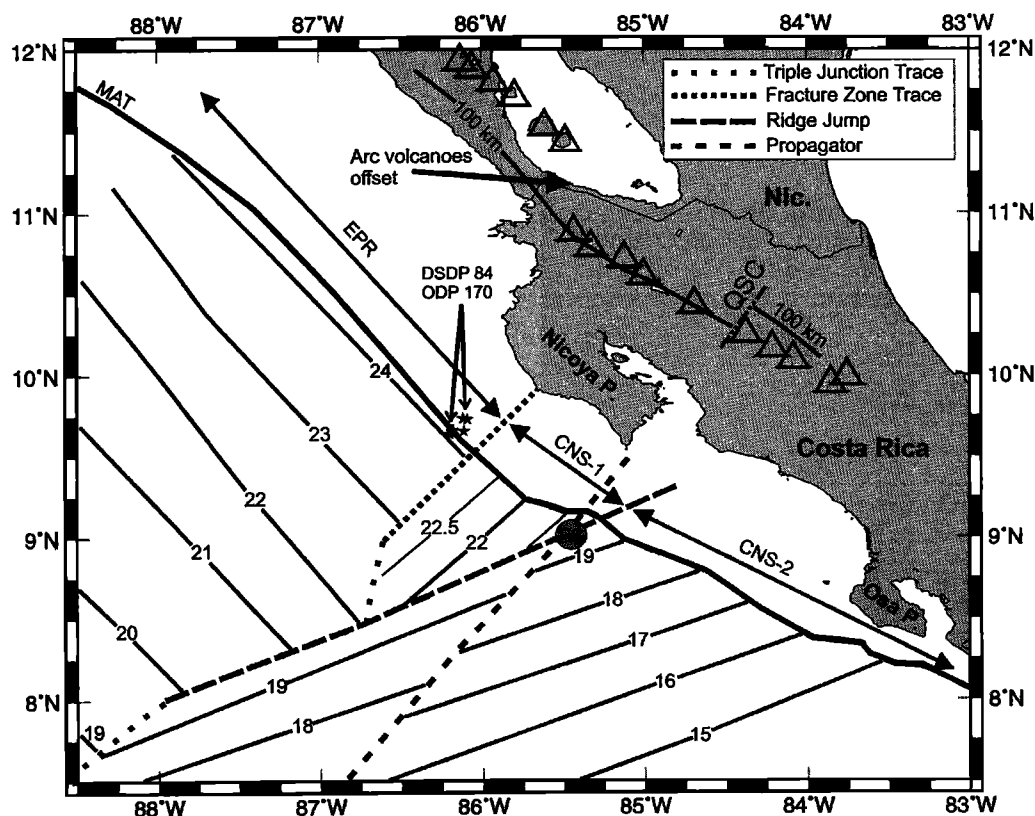 88°W 87°W 86°W 85°W 84°W 83°W
12°N 12°N
MAT
100 km
Triple Junction Trace
Fracture Zone Trace
Ridge Jump
Propagator
Arc volcanoes
offset
Nic.
11°N 11°N
EPR
DSDP 84
ODP 170
QSC
100 km
Nicoya P.
10°N 10°N
24
23
Costa Rica
CNS-1
22
22.5
9°N 9°N
22
21
19
CNS-2
18
Osa P.
20
17
19
16
8°N 8°N
19
18
15
88°W 87°W 86°W 85°W 84°W 83°W